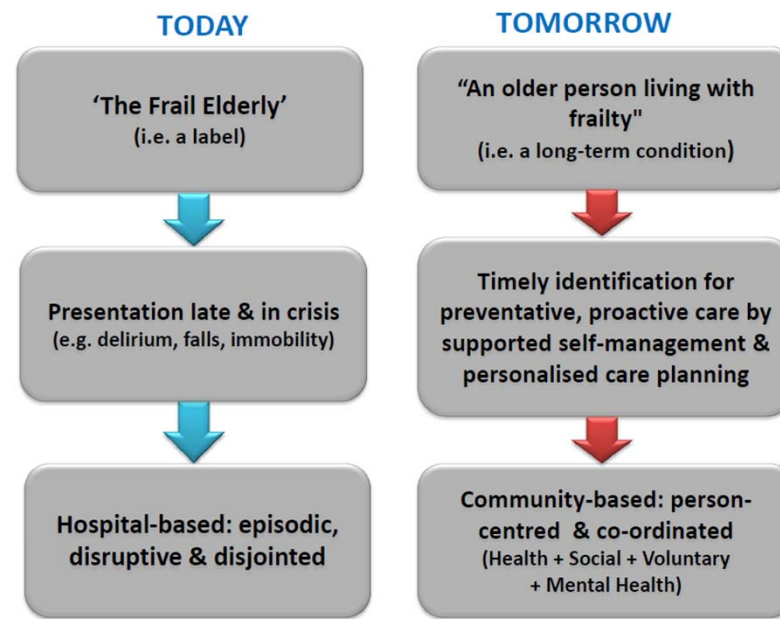 TODAY
‘The Frail Elderly’
(i.e. a label)
Presentation late & in crisis
(e.g. delirium, falls, immobility)
Hospital-based: episodic,
disruptive & disjointed
TOMORROW
“An older person living with
frailty"
(i.e. a long-term condition)
Timely identification for
preventative, proactive care by
supported self-management &
personalised care planning
Community-based: person-
centred & co-ordinated
(Health + Social + Voluntary
+ Mental Health)